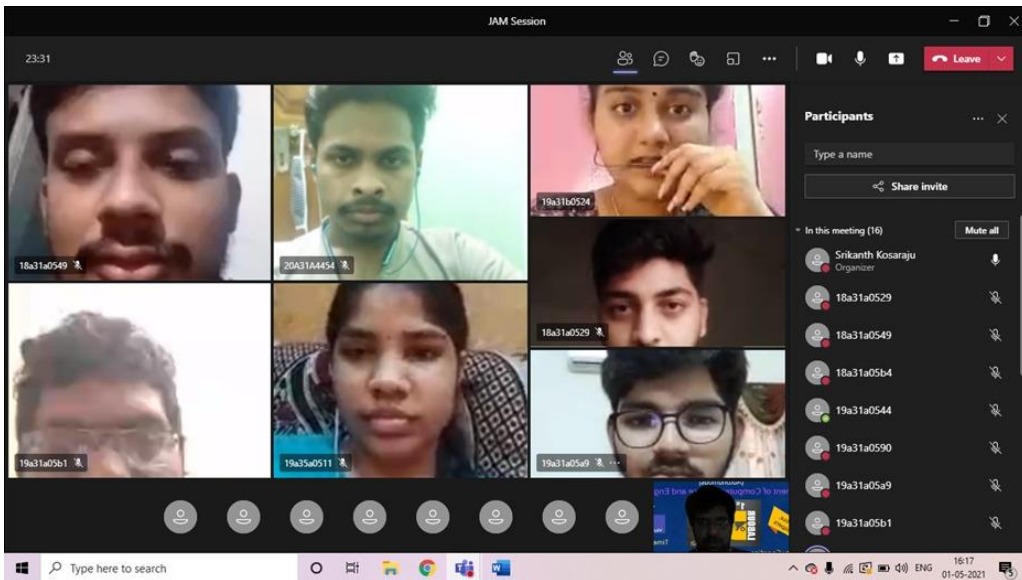 JAM Session
23:31
Leave
18a31a0549
20A31A4454
19a31b0524
18a31a0529
19a31a05b1
19a35a0511
19a31a05a9
Participants
Type a name
Share invite
In this meeting (16)
Mute all
Srikanth Kosaraju
Organizer
18a31a0529
18a31a0549
18a31a05b4
19a31a0544
19a31a0590
19a31a05a9
19a31a05b1
Type here to search
ENG
16:17
01-05-2021